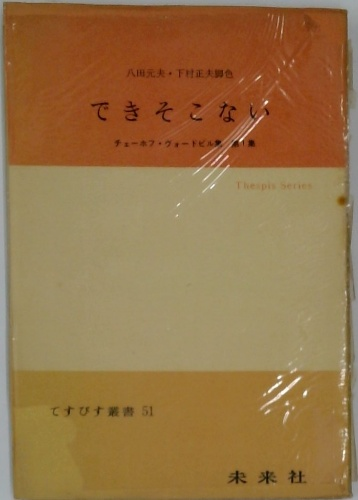 八田元夫・下村正夫脚色
できそこない
チェーホフ・ヴォードビル集 第1集
Thespis Series
てすぴす叢書 51
未来社